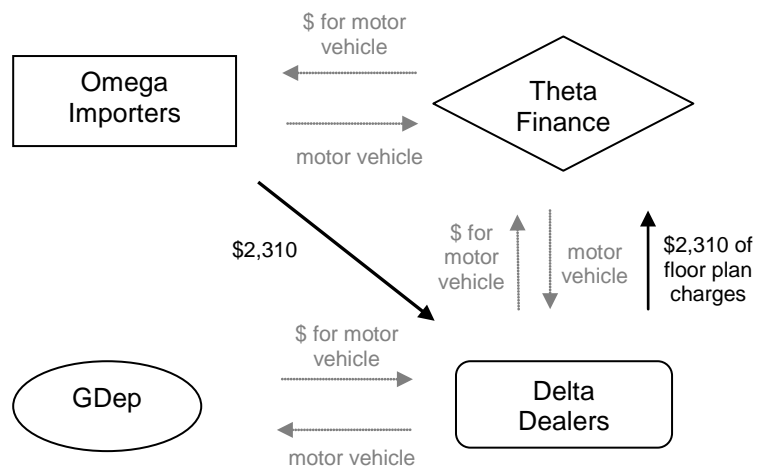 $ for motor
vehicle
Omega
Importers
Theta
Finance
motor vehicle
$2,310
$ for
motor
vehicle
motor
vehicle
$2,310 of
floor plan
charges
$ for motor
vehicle
GDep
Delta
Dealers
motor vehicle